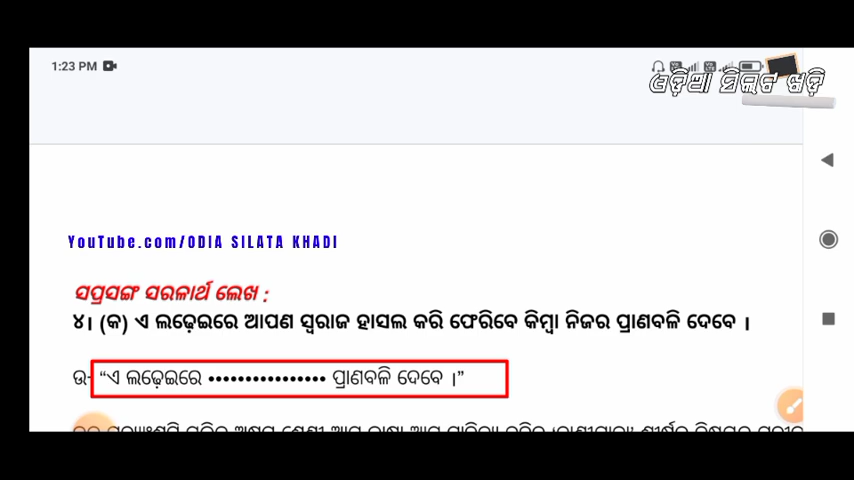 1:23 PM
ଓଡ଼ିଆ ସିଲଟ ଖଡ଼ି
YouTube.com/ODIA SILATA KHADI
ସପ୍ରସଙ୍ଗ ସରଳାର୍ଥ ଲେଖ :
୪। (କ) ଏ ଲଢ଼େଇରେ ଆପଣ ସ୍ବରାଜ ହାସଲ କରି ଫେରିବେ କିମ୍ବା ନିଜର ପ୍ରାଣବଳି ଦେବେ ।
ଉ- “ଏ ଲଢ଼େଇରେ •••••••••••••••• ପ୍ରାଣବଳି ଦେବେ ।”